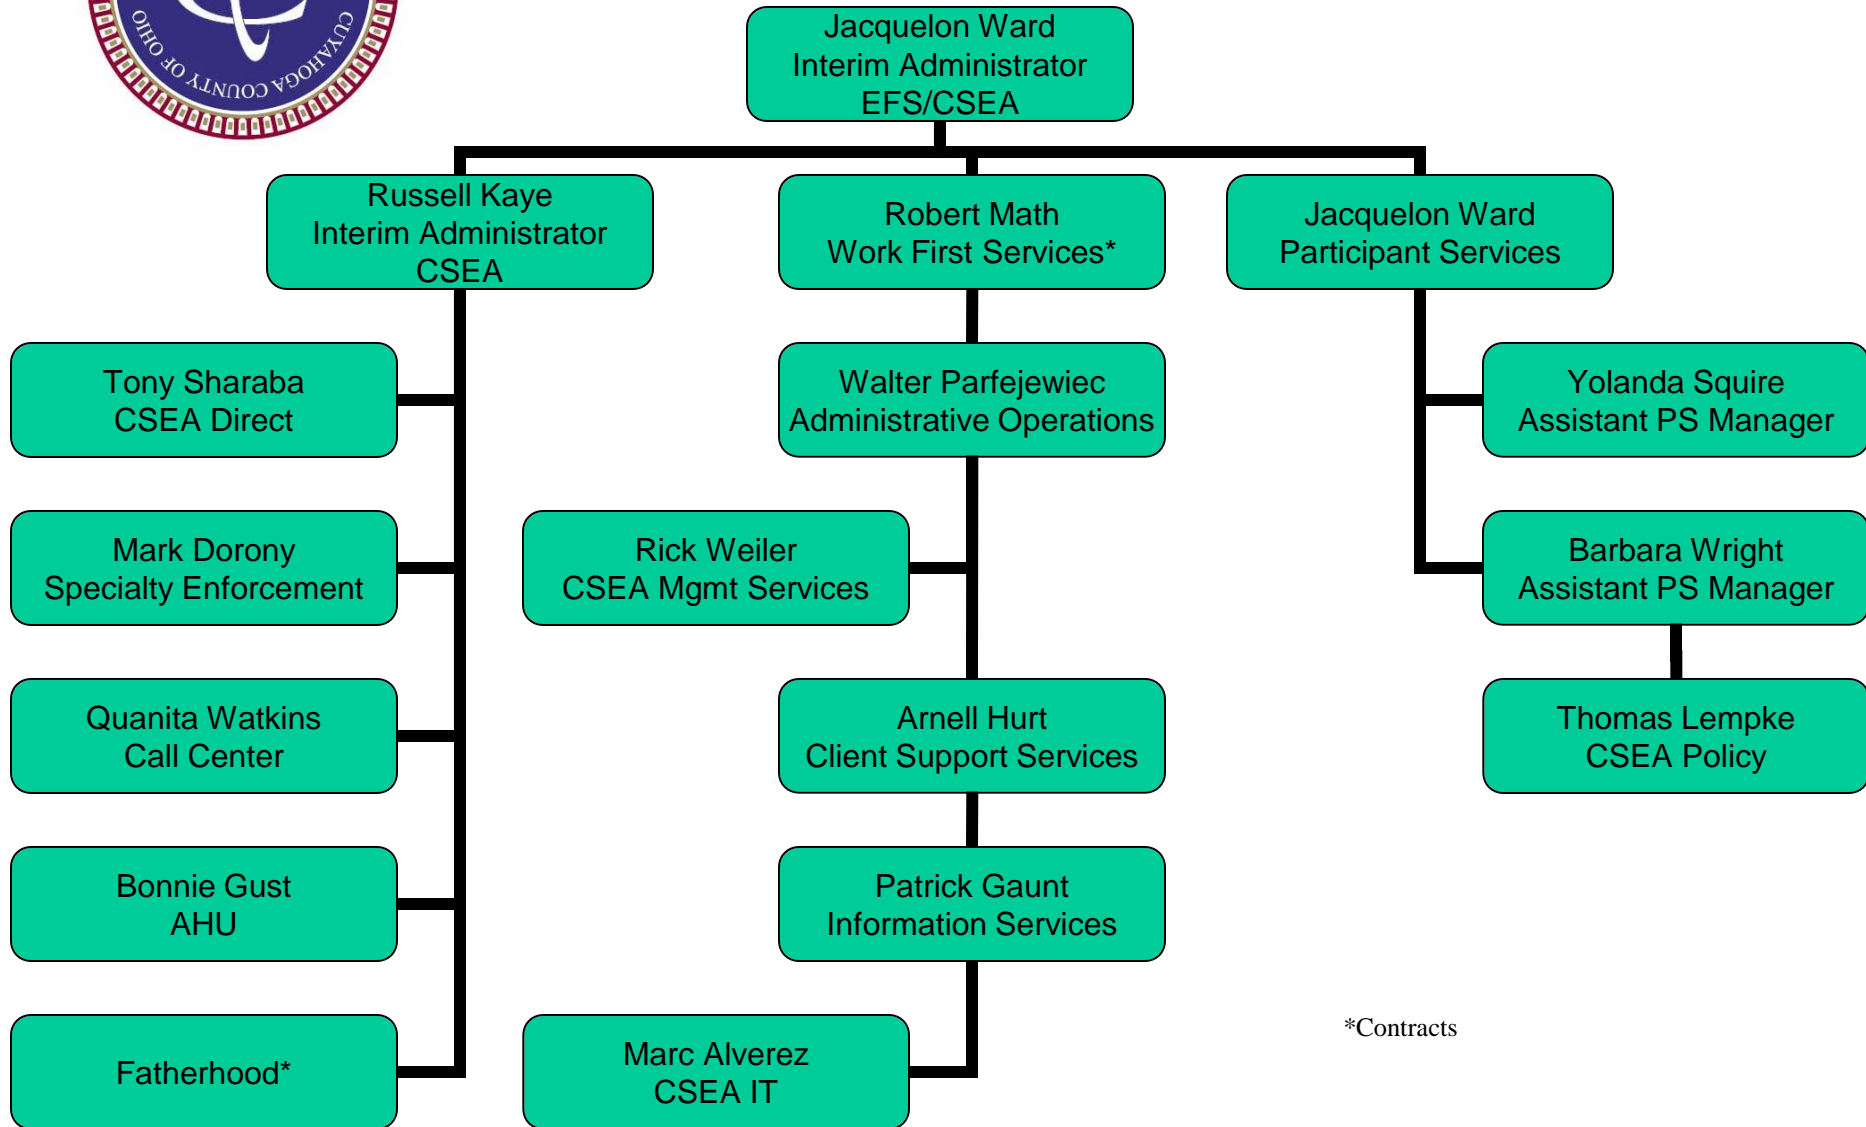 CUYAHOGA COUNTY OF OHIO
Jacquelon Ward
Interim Administrator
EFS/CSEA
Russell Kaye
Interim Administrator
CSEA
Robert Math
Work First Services*
Jacquelon Ward
Participant Services
Tony Sharaba
CSEA Direct
Walter Parfejewiec
Administrative Operations
Yolanda Squire
Assistant PS Manager
Mark Dorony
Specialty Enforcement
Rick Weiler
CSEA Mgmt Services
Barbara Wright
Assistant PS Manager
Quanita Watkins
Call Center
Arnell Hurt
Client Support Services
Thomas Lempke
CSEA Policy
Bonnie Gust
AHU
Patrick Gaunt
Information Services
Fatherhood*
Marc Alverez
CSEA IT
*Contracts